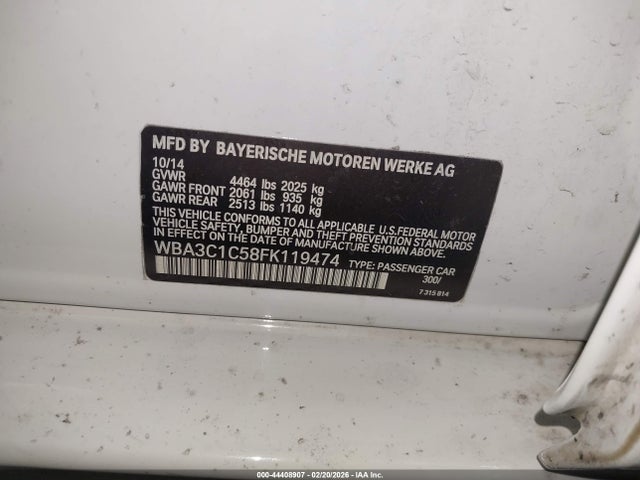 MFD BY BAYERISCHE MOTOREN WERKE AG
10/14
GVWR 4464 lbs 2025 kg
GAWR FRONT 2061 lbs 935 kg
GAWR REAR 2513 lbs 1140 kg
THIS VEHICLE CONFORMS TO ALL APPLICABLE U.S.FEDERAL MOTOR
VEHICLE SAFETY, BUMPER, AND THEFT PREVENTION STANDARDS
IN EFFECT ON THE DATE OF MANUFACTURE SHOWN ABOVE.
WBA3C1C58FK119474 TYPE: PASSENGER CAR
300/
7 315 814
000-44408907 - 02/20/2026 - IAA Inc.